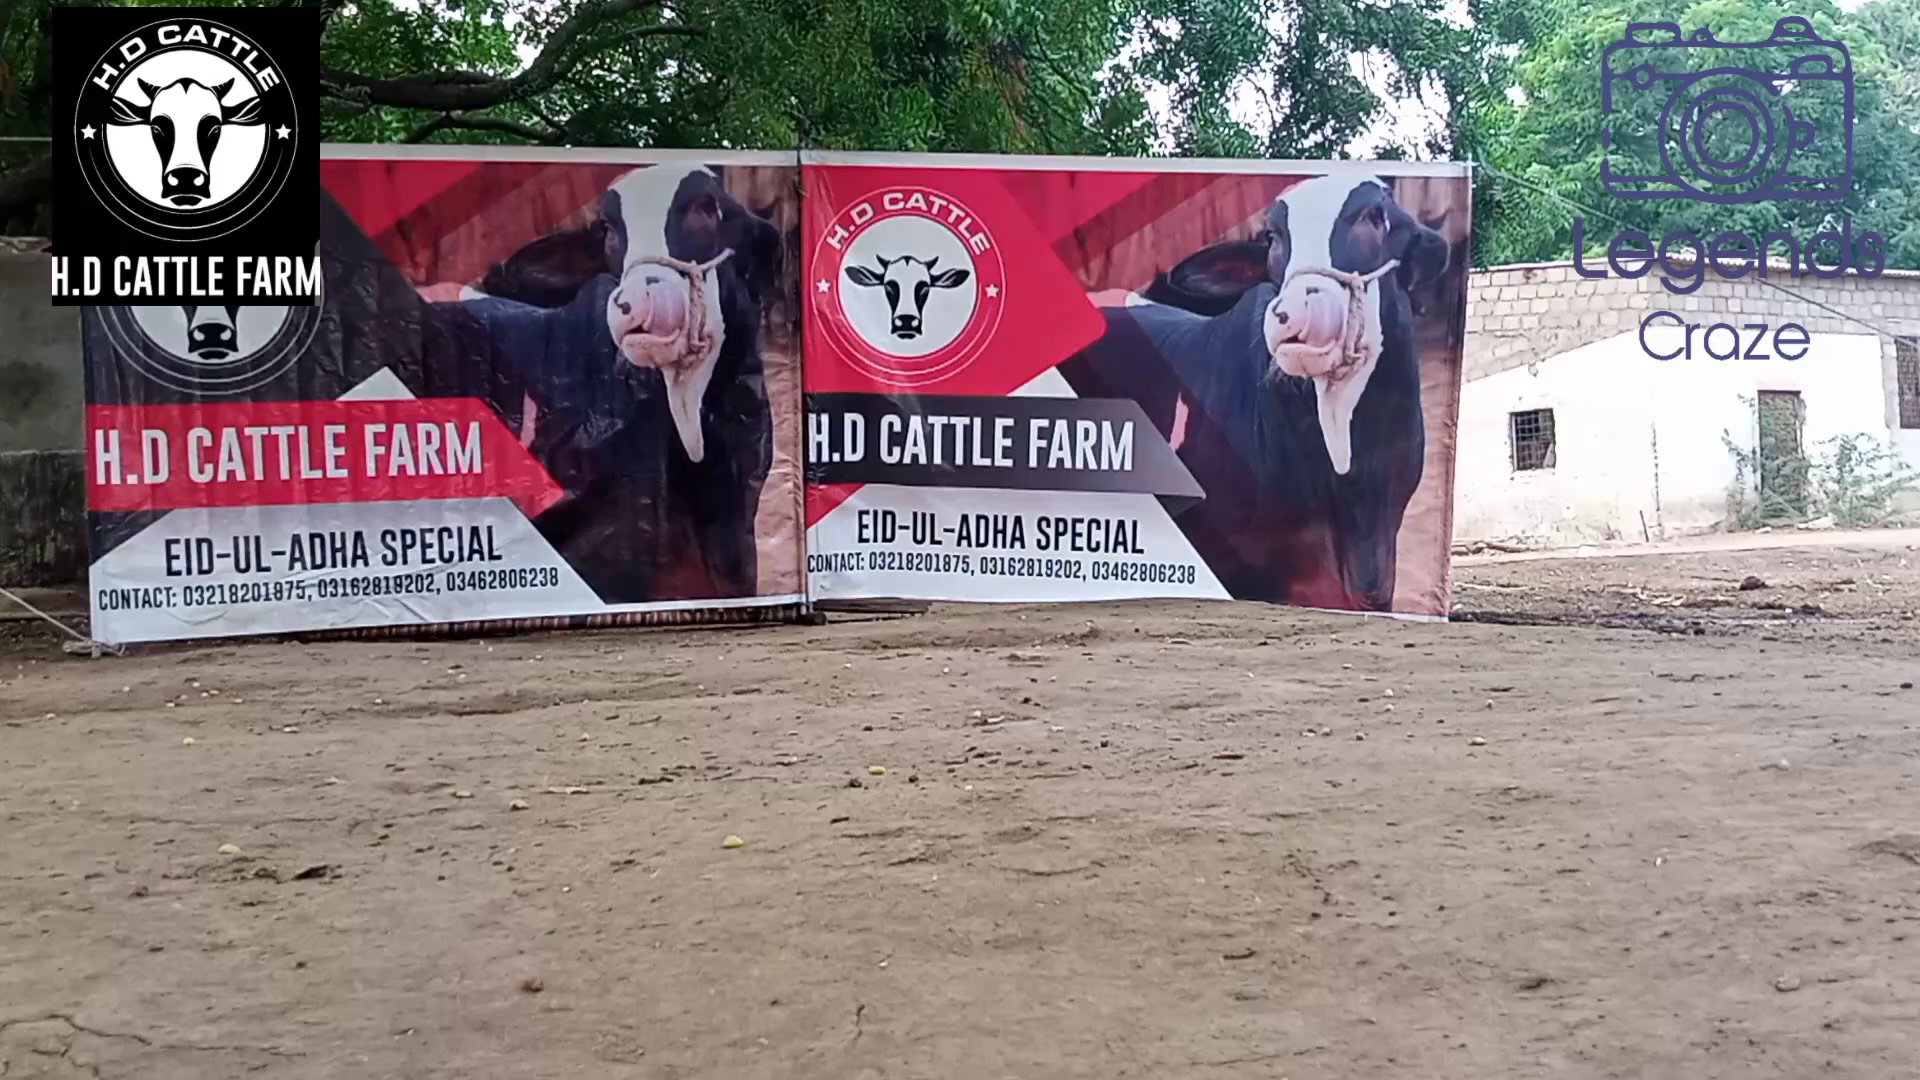 H.D CATTLE
H.D CATTLE FARM
Legends
Craze
H.D CATTLE FARM
EID-UL-ADHA SPECIAL
CONTACT: 03218201875, 03162819202, 03462806238
H.D CATTLE
H.D CATTLE FARM
EID-UL-ADHA SPECIAL
CONTACT: 03218201875, 03162819202, 03462806238